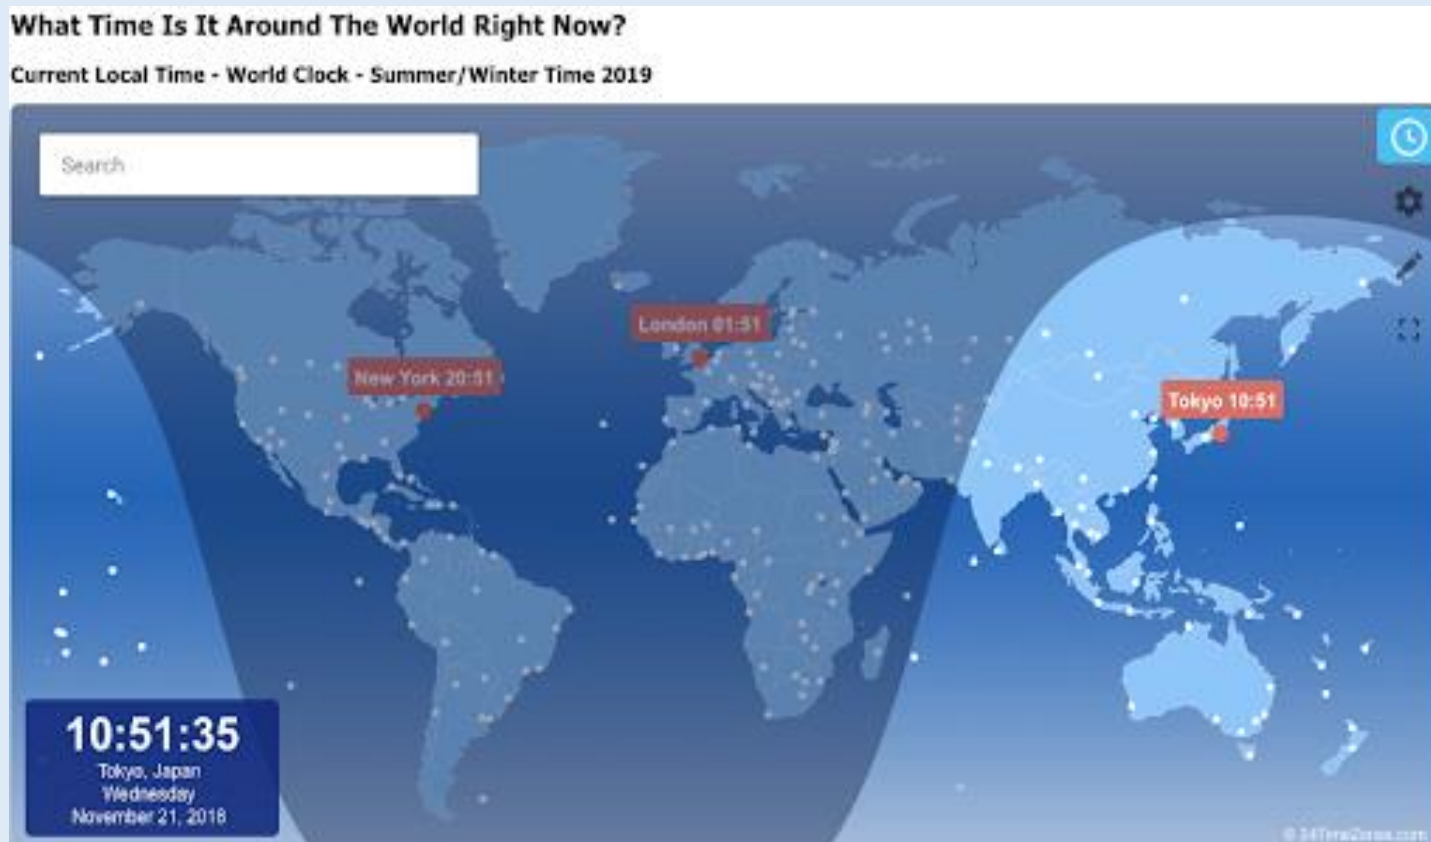 What Time Is It Around The World Right Now?
Current Local Time - World Clock - Summer/Winter Time 2019
Search
London 01:51
New York 20:51
Tokyo 10:51
10:51:35
Tokyo, Japan
Wednesday
November 21, 2018
© 24TimeZones.com